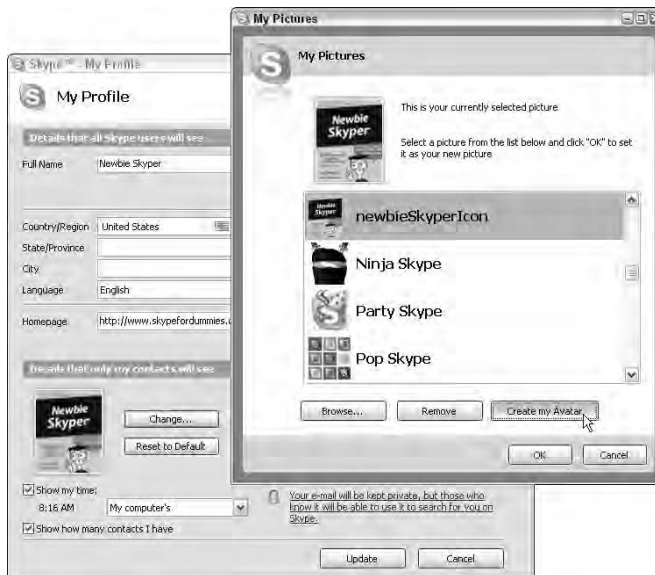 My Pictures
My Pictures
This is your currently selected picture
Select a picture from the list below and click "OK" to set
it as your new picture
Newbie
Skyper
newbieSkyperIcon
Ninja Skype
Party Skype
Pop Skype
Browse...
Remove
Create my Avatar
OK
Cancel
Skype™ - My Profile
My Profile
Details that all Skype users will see
Full Name
Newbie Skyper
Country/Region
United States
State/Province
City
Language
English
Homepage
http://www.skypefordummies.
Details that only my contacts will see
Newbie
Skyper
Change...
Reset to Default
Show my time:
8:16 AM
My computer's
Show how many contacts I have
Your e-mail will be kept private, but those who
know it will be able to use it to search for you on
Skype.
Update
Cancel